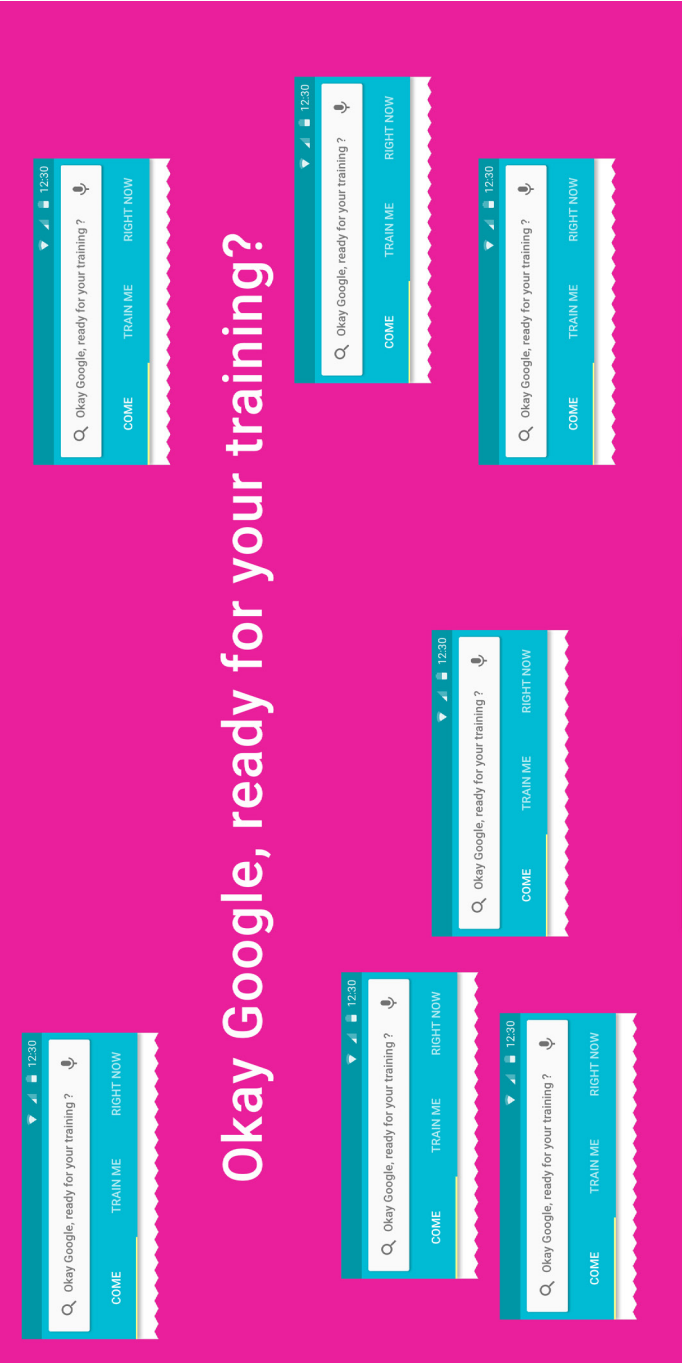 12:30
Okay Google, ready for your training ?
COME TRAIN ME RIGHT NOW
12:30
Okay Google, ready for your training ?
COME TRAIN ME RIGHT NOW
Okay Google, ready for your training?
12:30
Okay Google, ready for your training ?
COME TRAIN ME RIGHT NOW
12:30
Okay Google, ready for your training ?
COME TRAIN ME RIGHT NOW
12:30
Okay Google, ready for your training ?
COME TRAIN ME RIGHT NOW
12:30
Okay Google, ready for your training ?
COME TRAIN ME RIGHT NOW
12:30
Okay Google, ready for your training ?
COME TRAIN ME RIGHT NOW